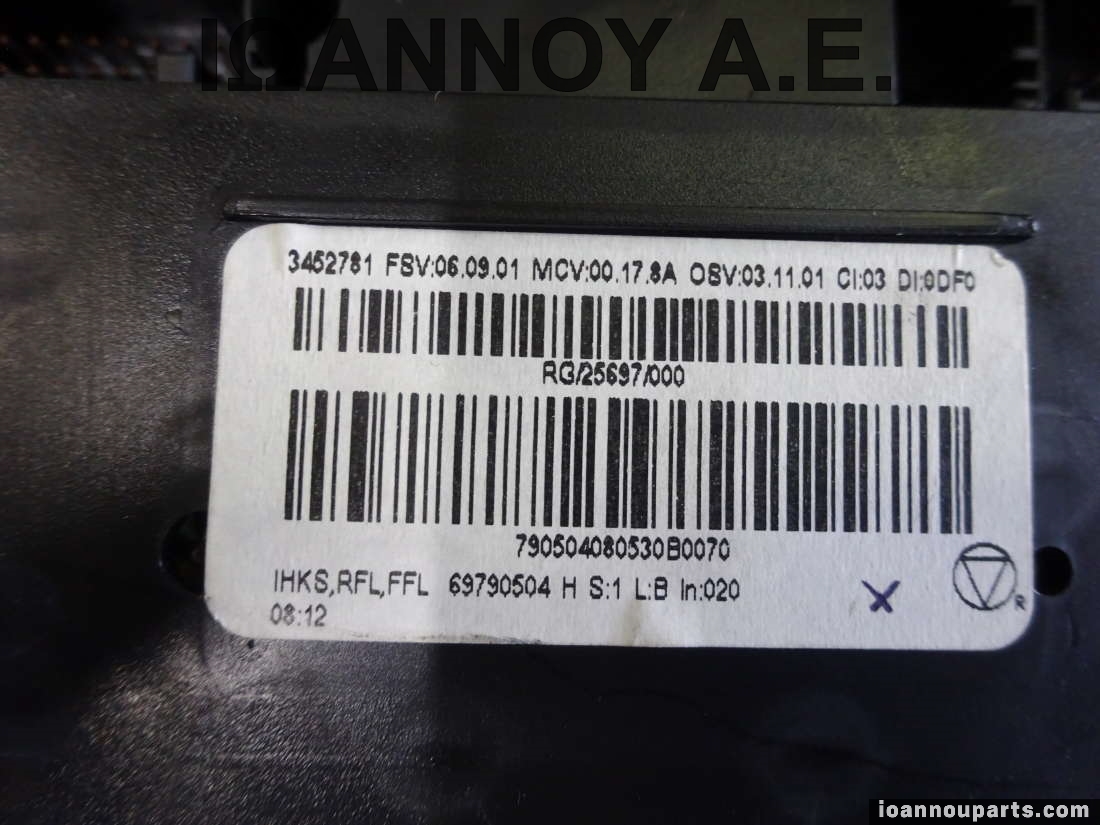 ΙΩΑΝΝΟΥ Α.Ε.
3452781 FSV:06.09.01 MCV:00.17.8A OSV:03.11.01 CI:03 DI:0DF0
RG/25697/000
790504080530B0070
IHKS,RFL,FFL 69790504 H S:1 L:B In:020
08:12
R
ioannouparts.com